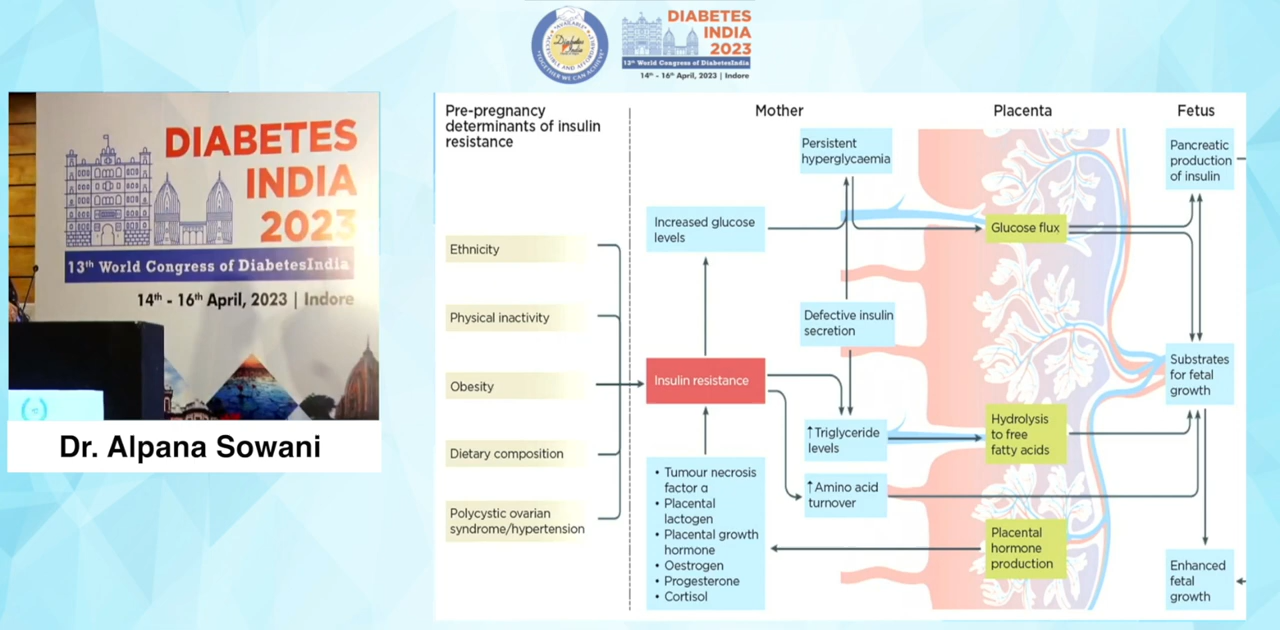 DIABETES
INDIA
2023
13th World Congress of DiabetesIndia
14th - 16th April, 2023 | Indore
DIABETES
INDIA
2023
13th World Congress of DiabetesIndia
14th - 16th April, 2023 | Indore
Dr. Alpana Sowani
Pre-pregnancy
determinants of insulin
resistance
Ethnicity
Physical inactivity
Obesity
Dietary composition
Polycystic ovarian
syndrome/hypertension
Mother
Persistent
hyperglycaemia
Increased glucose
levels
Defective insulin
secretion
Insulin resistance
↑Triglyceride
levels
↑Amino acid
turnover
• Tumour necrosis
factor α
• Placental
lactogen
• Placental growth
hormone
• Oestrogen
• Progesterone
• Cortisol
Placenta
Glucose flux
Hydrolysis
to free
fatty acids
Placental
hormone
production
Fetus
Pancreatic
production
of insulin
Substrates
for fetal
growth
Enhanced
fetal
growth